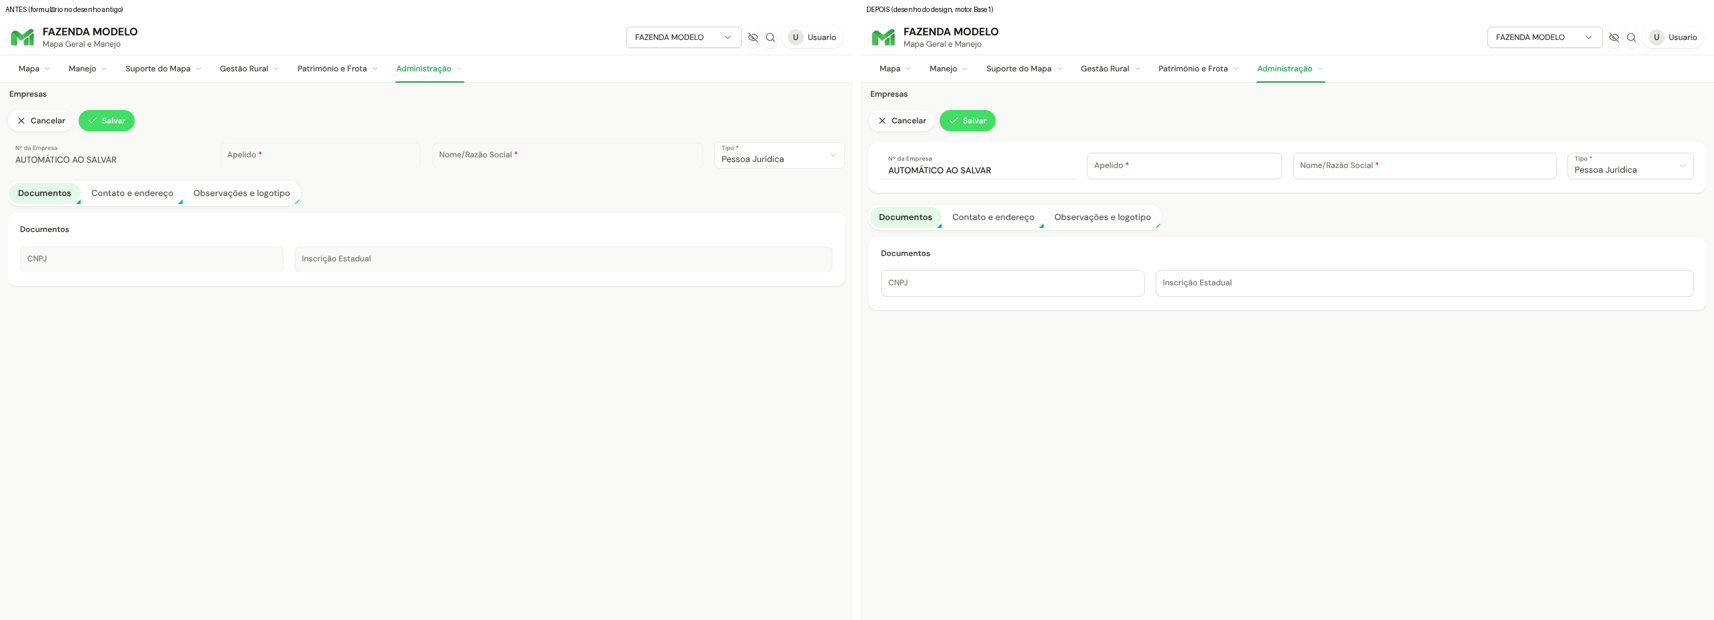 ANTES (formulário no desenho antigo)
FAZENDA MODELO
Mapa Geral e Manejo
FAZENDA MODELO
U Usuario
Mapa Manejo Suporte do Mapa Gestão Rural Patrimônio e Frota Administração
Empresas
Cancelar Salvar
Nº da Empresa
AUTOMÁTICO AO SALVAR
Apelido *
Nome/Razão Social *
Tipo *
Pessoa Jurídica
Documentos Contato e endereço Observações e logotipo
Documentos
CNPJ
Inscrição Estadual
DEPOIS (desenho do design, motor Base1)
FAZENDA MODELO
Mapa Geral e Manejo
FAZENDA MODELO
U Usuario
Mapa Manejo Suporte do Mapa Gestão Rural Patrimônio e Frota Administração
Empresas
Cancelar Salvar
Nº da Empresa
AUTOMÁTICO AO SALVAR
Apelido *
Nome/Razão Social *
Tipo *
Pessoa Jurídica
Documentos Contato e endereço Observações e logotipo
Documentos
CNPJ
Inscrição Estadual